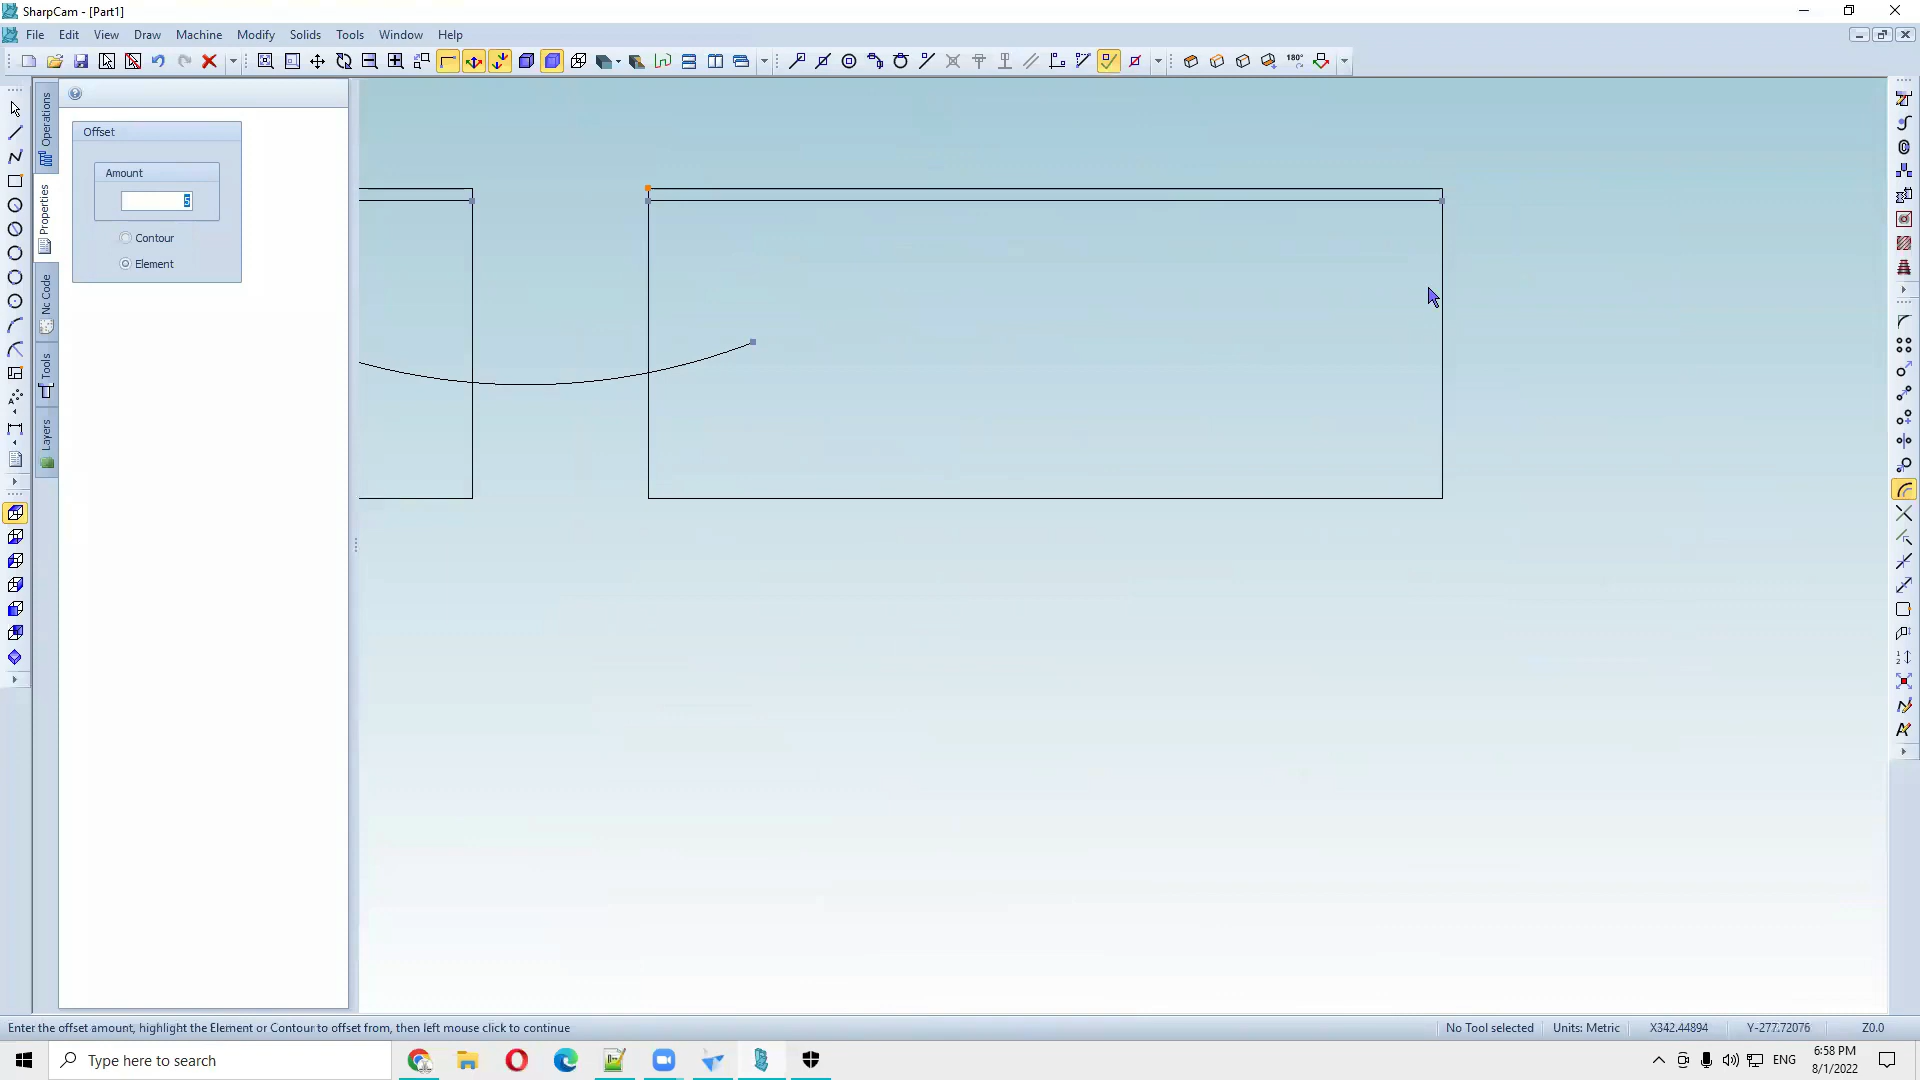 SharpCam - [Part1]
File Edit View Draw Machine Modify Solids Tools Window Help
180°
Operations
Properties
Nc Code
Tools
Layers
Offset
Amount
5
Contour
Element
Enter the offset amount, highlight the Element or Contour to offset from, then left mouse click to continue
No Tool selected Units: Metric X342.44894 Y-277.72076 Z0.0
Type here to search
ENG
6:58 PM
8/1/2022